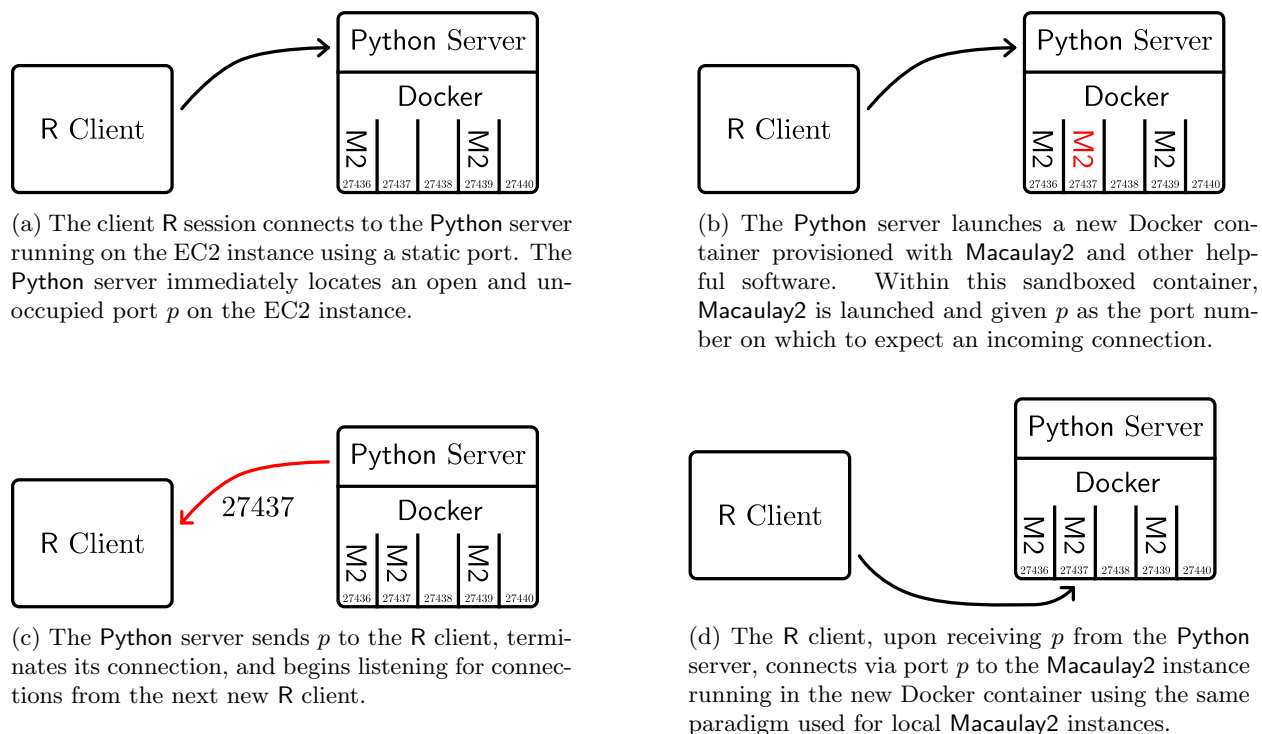 Python Server
Docker
R Client
M2
M2
27436 27437 27438 27439 27440
(a) The client R session connects to the Python server
running on the EC2 instance using a static port. The
Python server immediately locates an open and un-
occupied port p on the EC2 instance.
Python Server
Docker
R Client
M2
M2
M2
27436 27437 27438 27439 27440
(b) The Python server launches a new Docker con-
tainer provisioned with Macaulay2 and other help-
ful software. Within this sandboxed container,
Macaulay2 is launched and given p as the port num-
ber on which to expect an incoming connection.
Python Server
27437
Docker
R Client
M2
M2
M2
27436 27437 27438 27439 27440
(c) The Python server sends p to the R client, termi-
nates its connection, and begins listening for connec-
tions from the next new R client.
Python Server
Docker
R Client
M2
M2
M2
27436 27437 27438 27439 27440
(d) The R client, upon receiving p from the Python
server, connects via port p to the Macaulay2 instance
running in the new Docker container using the same
paradigm used for local Macaulay2 instances.